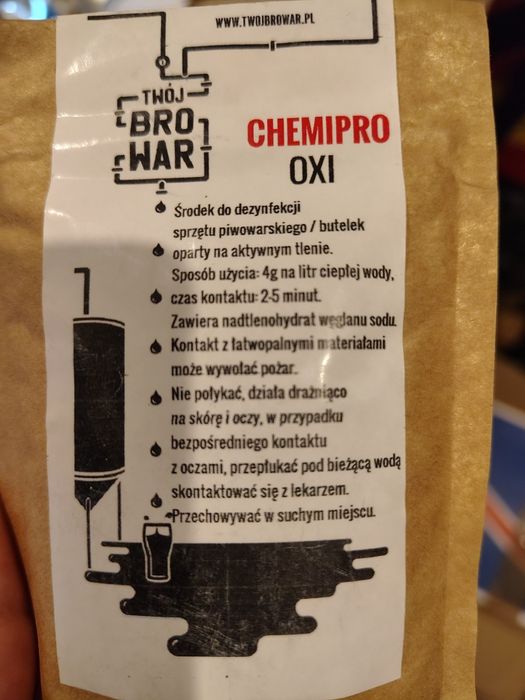 WWW.TWOJBROWAR.PL
TWÓJ
BRO
WAR
CHEMIPRO
OXI
Środek do dezynfekcji
sprzętu piwowarskiego / butelek
oparty na aktywnym tlenie.
Sposób użycia: 4g na litr ciepłej wody,
czas kontaktu: 2-5 minut.
Zawiera nadtlenohydrat węglanu sodu.
Kontakt z łatwopalnymi materiałami
może wywołać pożar.
Nie połykać, działa drażniąco
na skórę i oczy, w przypadku
bezpośredniego kontaktu
z oczami, przepłukać pod bieżącą wodą
skontaktować się z lekarzem.
Przechowywać w suchym miejscu.